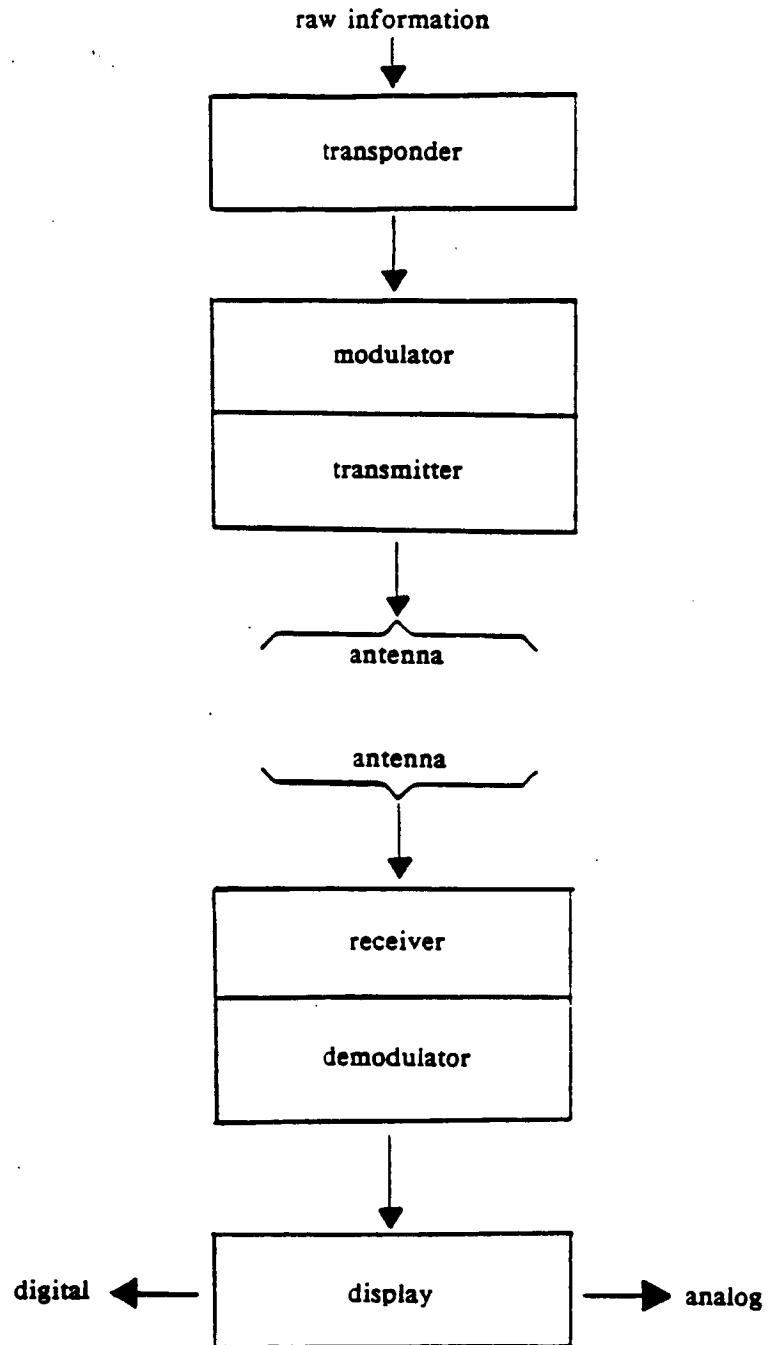 raw information
transponder
modulator
transmitter
antenna
antenna
receiver
demodulator
digital display analog